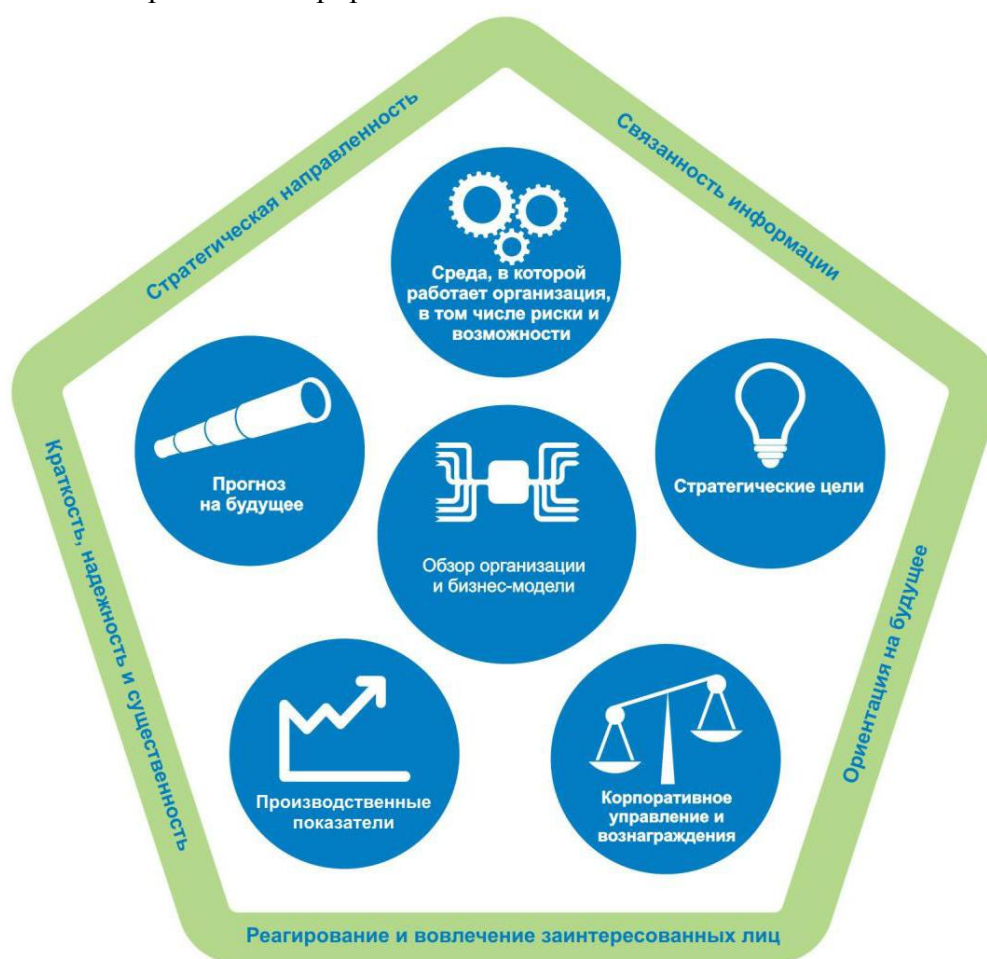 Стратегическая направленность
Связанность информации
Среда, в которой
работает организация,
в том числе риски и
возможности
Прогноз
на будущее
Стратегические цели
Обзор организации
и бизнес-модели
Краткость, надежность и существенность
Ориентация на будущее
Производственные
показатели
Корпоративное
управление и
вознаграждения
Реагирование и вовлечение заинтересованных лиц